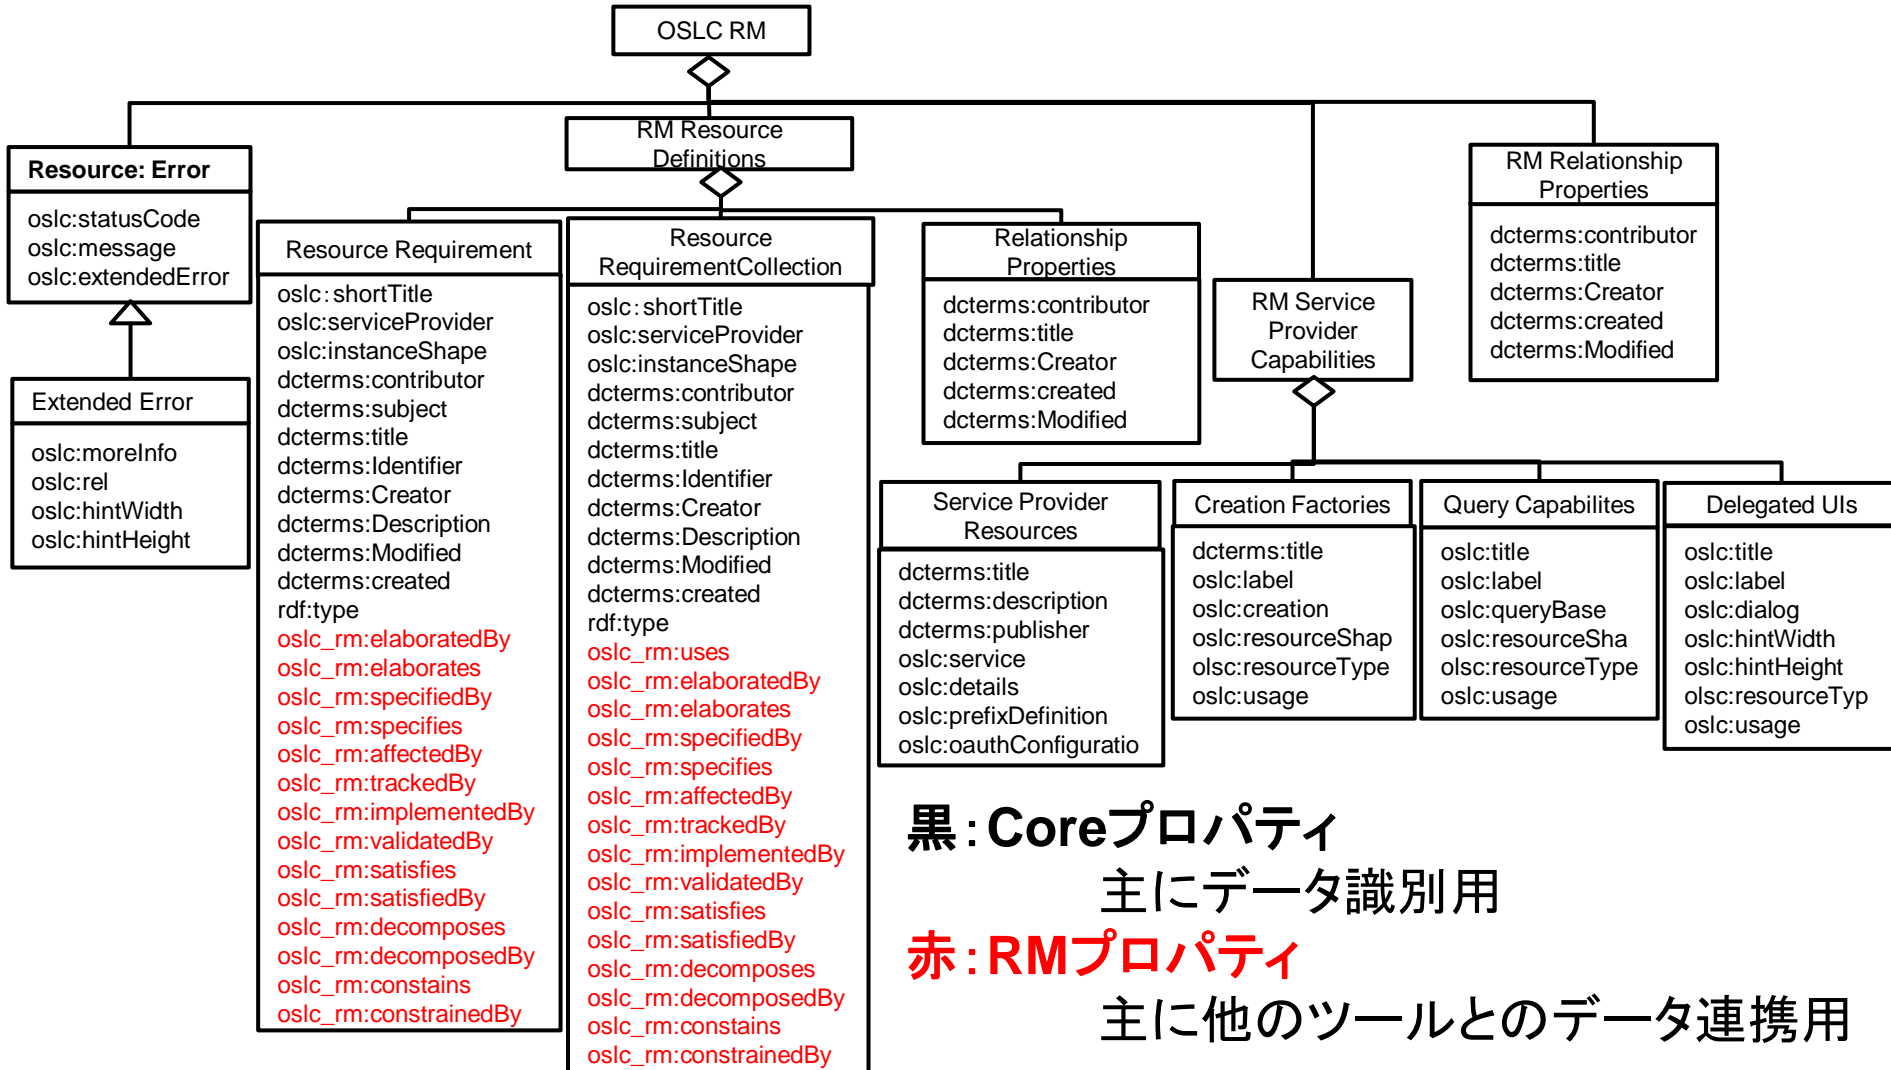 OSLC RM
Resource: Error
oslc:statusCode
oslc:message
oslc:extendedError
Extended Error
oslc:moreInfo
oslc:rel
oslc:hintWidth
oslc:hintHeight
RM Resource
Definitions
Resource Requirement
oslc:shortTitle
oslc:serviceProvider
oslc:instanceShape
dcterms:contributor
dcterms:subject
dcterms:title
dcterms:Identifier
dcterms:Creator
dcterms:Description
dcterms:Modified
dcterms:created
rdf:type
oslc_rm:elaboratedBy
oslc_rm:elaborates
oslc_rm:specifiedBy
oslc_rm:specifies
oslc_rm:affectedBy
oslc_rm:trackedBy
oslc_rm:implementedBy
oslc_rm:validatedBy
oslc_rm:satisfies
oslc_rm:satisfiedBy
oslc_rm:decomposes
oslc_rm:decomposedBy
oslc_rm:constains
oslc_rm:constrainedBy
Resource
RequirementCollection
oslc:shortTitle
oslc:serviceProvider
oslc:instanceShape
dcterms:contributor
dcterms:subject
dcterms:title
dcterms:Identifier
dcterms:Creator
dcterms:Description
dcterms:Modified
dcterms:created
rdf:type
oslc_rm:uses
oslc_rm:elaboratedBy
oslc_rm:elaborates
oslc_rm:specifiedBy
oslc_rm:specifies
oslc_rm:affectedBy
oslc_rm:trackedBy
oslc_rm:implementedBy
oslc_rm:validatedBy
oslc_rm:satisfies
oslc_rm:satisfiedBy
oslc_rm:decomposes
oslc_rm:decomposedBy
oslc_rm:constains
oslc_rm:constrainedBy
Relationship
Properties
dcterms:contributor
dcterms:title
dcterms:Creator
dcterms:created
dcterms:Modified
RM Service
Provider
Capabilities
RM Relationship
Properties
dcterms:contributor
dcterms:title
dcterms:Creator
dcterms:created
dcterms:Modified
Service Provider
Resources
dcterms:title
dcterms:description
dcterms:publisher
oslc:service
oslc:details
oslc:prefixDefinition
oslc:oauthConfiguratio
Creation Factories
dcterms:title
oslc:label
oslc:creation
oslc:resourceShap
olsc:resourceType
oslc:usage
Query Capabilites
oslc:title
oslc:label
oslc:queryBase
oslc:resourceSha
olsc:resourceType
oslc:usage
Delegated UIs
oslc:title
oslc:label
oslc:dialog
oslc:hintWidth
oslc:hintHeight
olsc:resourceTyp
oslc:usage
黒:Coreプロパティ
主にデータ識別用
赤:RMプロパティ
主に他のツールとのデータ連携用